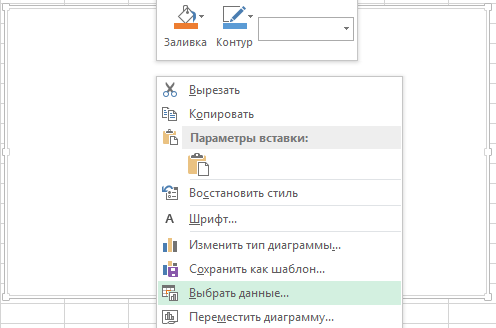 Заливка Контур
Вырезать
Копировать
Параметры вставки:
Восстановить стиль
А Шрифт...
Изменить тип диаграммы...
Сохранить как шаблон...
Выбрать данные...
Переместить диаграмму...